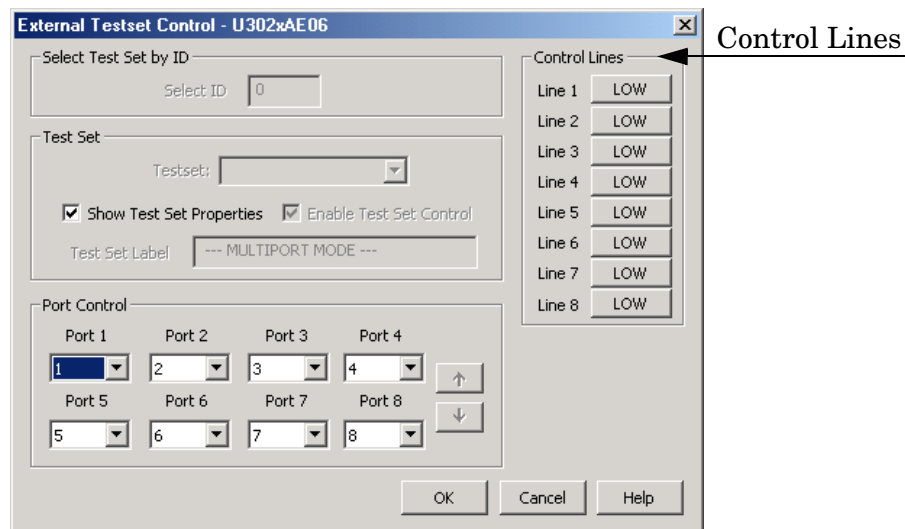 External Testset Control - U302xAE06
Control Lines
Select Test Set by ID
Select ID 0
Test Set
Testset:
Show Test Set Properties Enable Test Set Control
Test Set Label --- MULTIPORT MODE ---
Port Control
Port 1 Port 2 Port 3 Port 4
1 2 3 4
Port 5 Port 6 Port 7 Port 8
5 6 7 8
Control Lines
Line 1 LOW
Line 2 LOW
Line 3 LOW
Line 4 LOW
Line 5 LOW
Line 6 LOW
Line 7 LOW
Line 8 LOW
OK Cancel Help